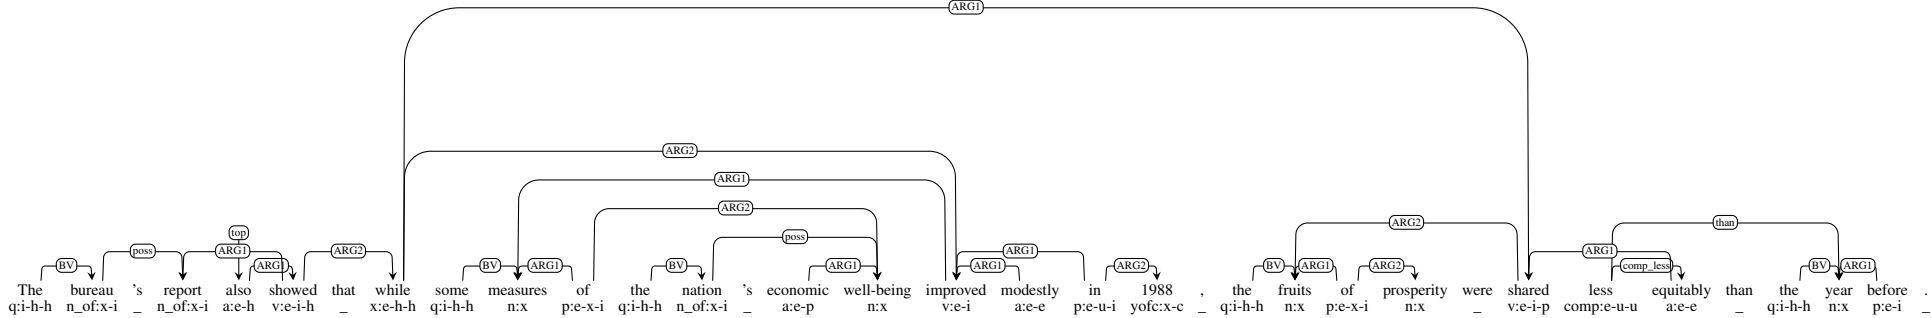 ARG1
ARG2
ARG1
ARG2
ARG2 than
top poss
poss ARG1 ARG2 ARG1 ARG1
BV ARG1 BV ARG1 BV ARG1 ARG1 ARG2 BV ARG1 ARG2 comp_less BV ARG1
The bureau 's report also showed that while some measures of the nation 's economic well-being improved modestly in 1988 , the fruits of prosperity were shared less equitably than the year before .
q:i-h-h n_of:x-i _ n_of:x-i a:e-h v:e-i-h _ x:e-h-h q:i-h-h n:x p:e-x-i q:i-h-h n_of:x-i _ a:e-p n:x v:e-i a:e-e p:e-u-i yofc:x-c _ q:i-h-h n:x p:e-x-i n:x _ v:e-i-p comp:e-u-u a:e-e _ q:i-h-h n:x p:e-i _